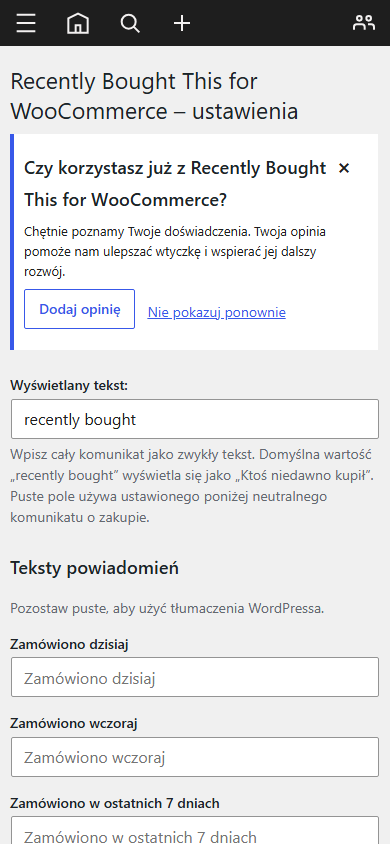 Recently Bought This for
WooCommerce – ustawienia
Czy korzystasz już z Recently Bought
This for WooCommerce?
Chętnie poznamy Twoje doświadczenia. Twoja opinia
pomoże nam ulepszać wtyczkę i wspierać jej dalszy
rozwój.
Dodaj opinię
Nie pokazuj ponownie
Wyświetlany tekst:
recently bought
Wpisz cały komunikat jako zwykły tekst. Domyślna wartość
„recently bought” wyświetla się jako „Ktoś niedawno kupił”.
Puste pole używa ustawionego poniżej neutralnego
komunikatu o zakupie.
Teksty powiadomień
Pozostaw puste, aby użyć tłumaczenia WordPressa.
Zamówiono dzisiaj
Zamówiono dzisiaj
Zamówiono wczoraj
Zamówiono wczoraj
Zamówiono w ostatnich 7 dniach
Zamówiono w ostatnich 7 dniach